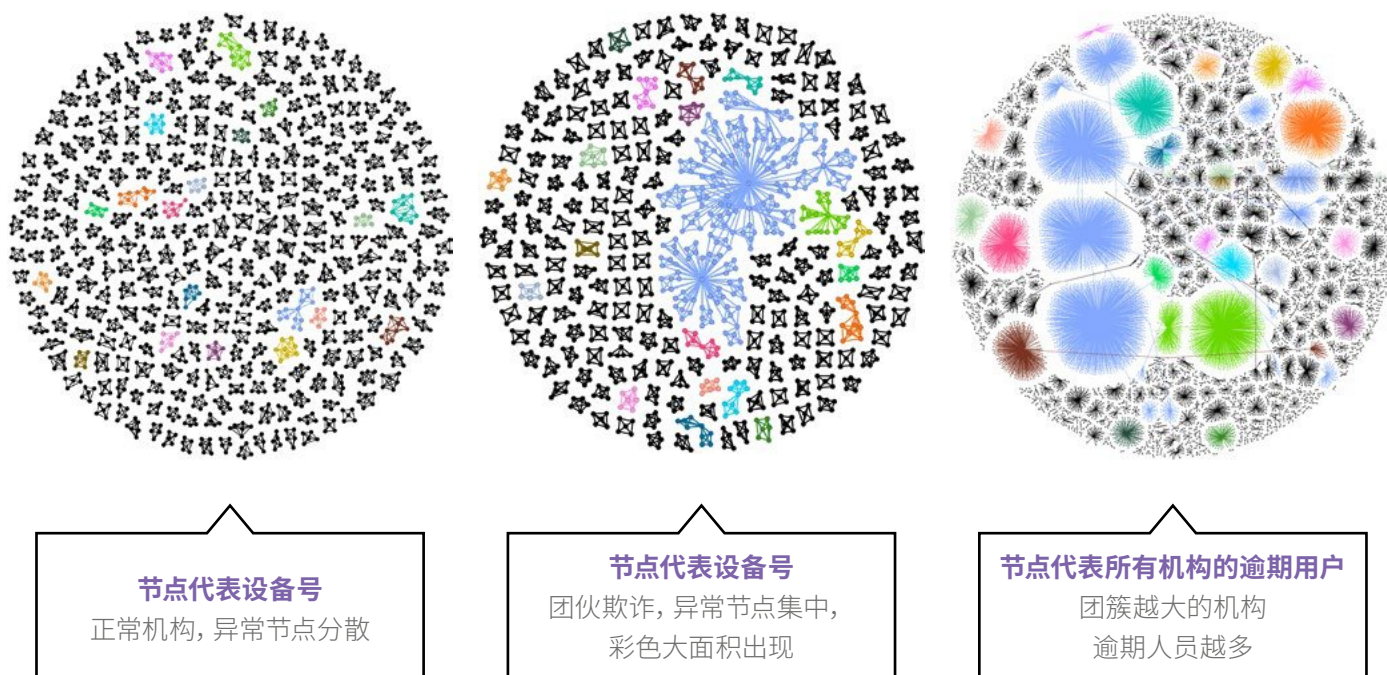 节点代表设备号
正常机构, 异常节点分散
节点代表设备号
团伙欺诈, 异常节点集中,
彩色大面积出现
节点代表所有机构的逾期用户
团簇越大的机构
逾期人员越多